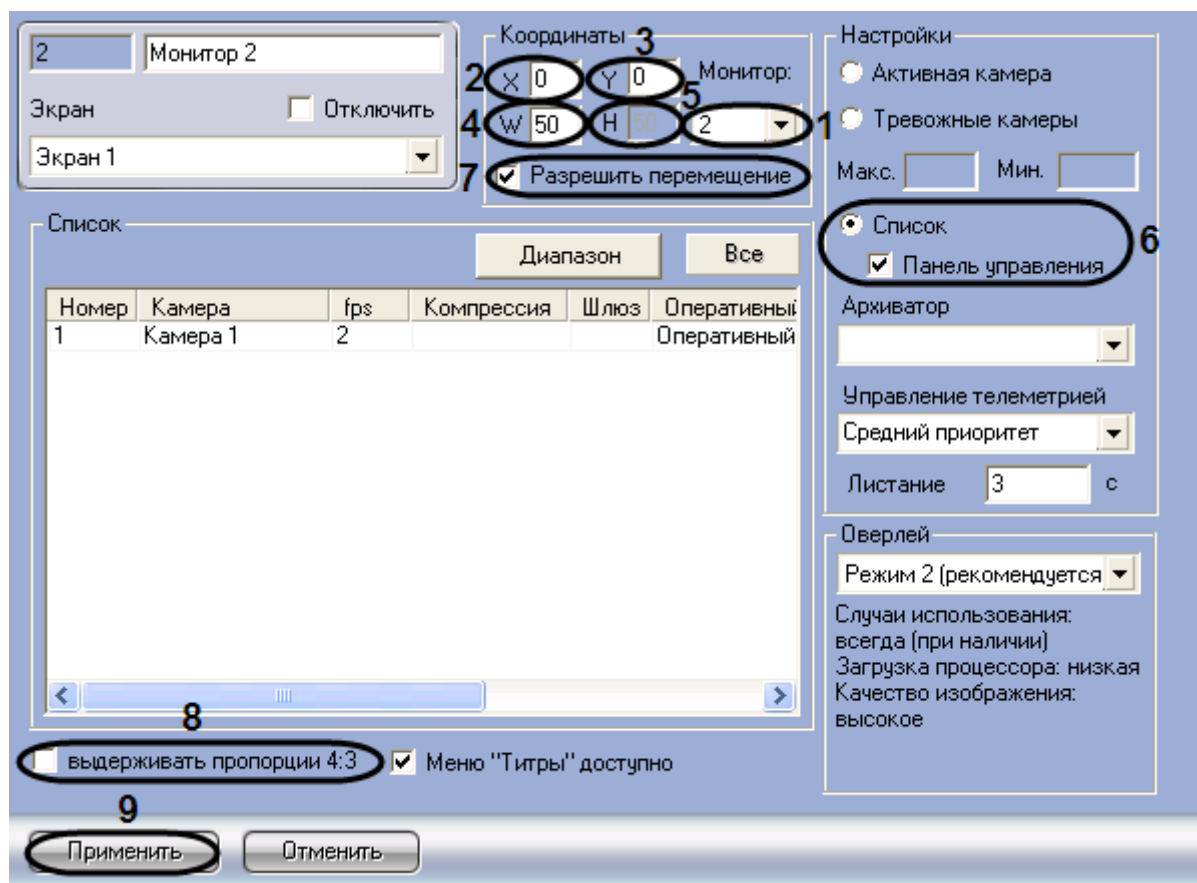 2 Монитор 2
Экран Отключить
Экран 1
Координаты 3
2 X 0 Y 0 Монитор:
5
4 W 50 H 50 2 1
7 Разрешить перемещение
Настройки
Активная камера
Тревожные камеры
Макс. Мин.
Список
6
Панель управления
Архиватор
Управление телеметрией
Средний приоритет
Листание 3 с
Список
Диапазон Все
Номер Камера fps Компрессия Шлюз Оперативный
1 Камера 1 2 Оперативный
Оверлей
Режим 2 (рекомендуется
Случаи использования:
всегда (при наличии)
Загрузка процессора: низкая
Качество изображения:
высокое
8
выдерживать пропорции 4:3 Меню "Титры" доступно
9
Применить Отменить